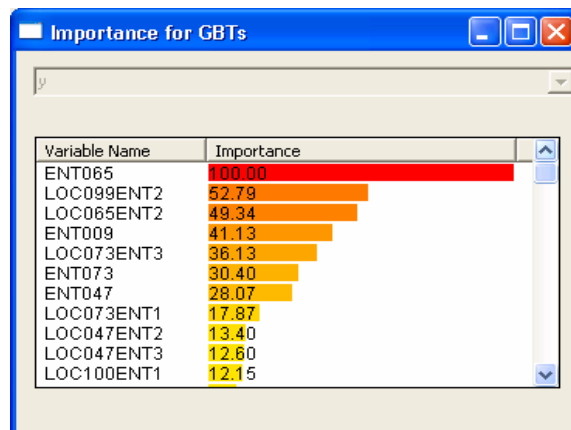 Importance for GBTs
y
Variable Name Importance
ENT065 100.00
LOC099ENT2 52.79
LOC065ENT2 49.34
ENT009 41.13
LOC073ENT3 36.13
ENT073 30.40
ENT047 28.07
LOC073ENT1 17.87
LOC047ENT2 13.40
LOC047ENT3 12.60
LOC100ENT1 12.15